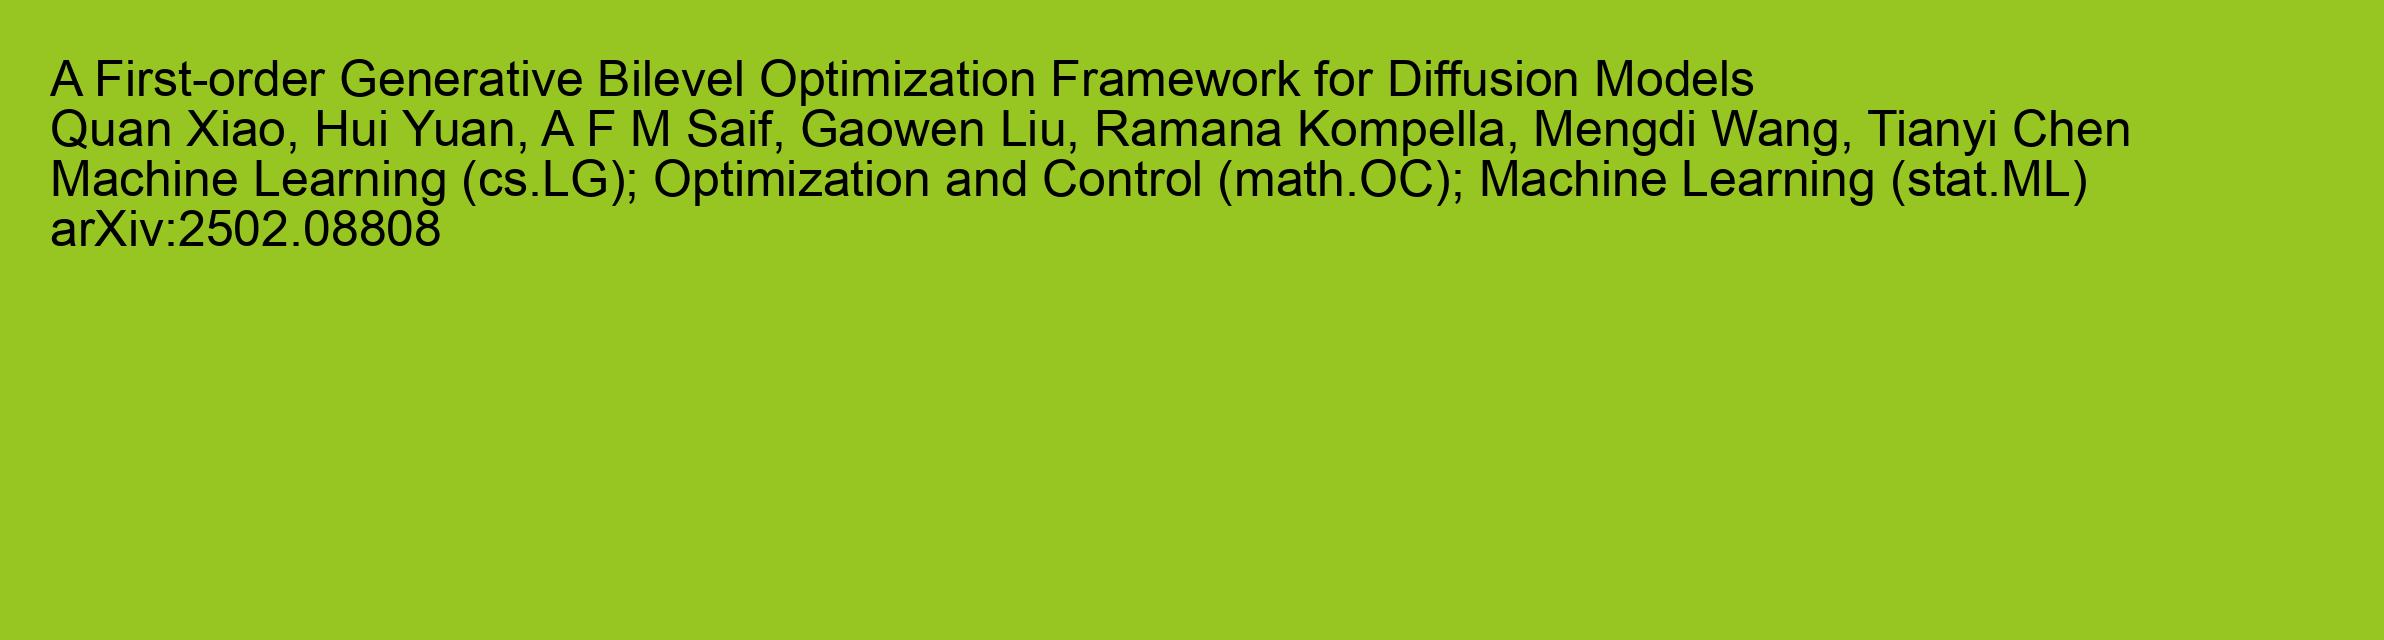 A First-order Generative Bilevel Optimization Framework for Diffusion Models
Quan Xiao, Hui Yuan, A F M Saif, Gaowen Liu, Ramana Kompella, Mengdi Wang, Tianyi Chen
Machine Learning (cs.LG); Optimization and Control (math.OC); Machine Learning (stat.ML)
arXiv:2502.08808